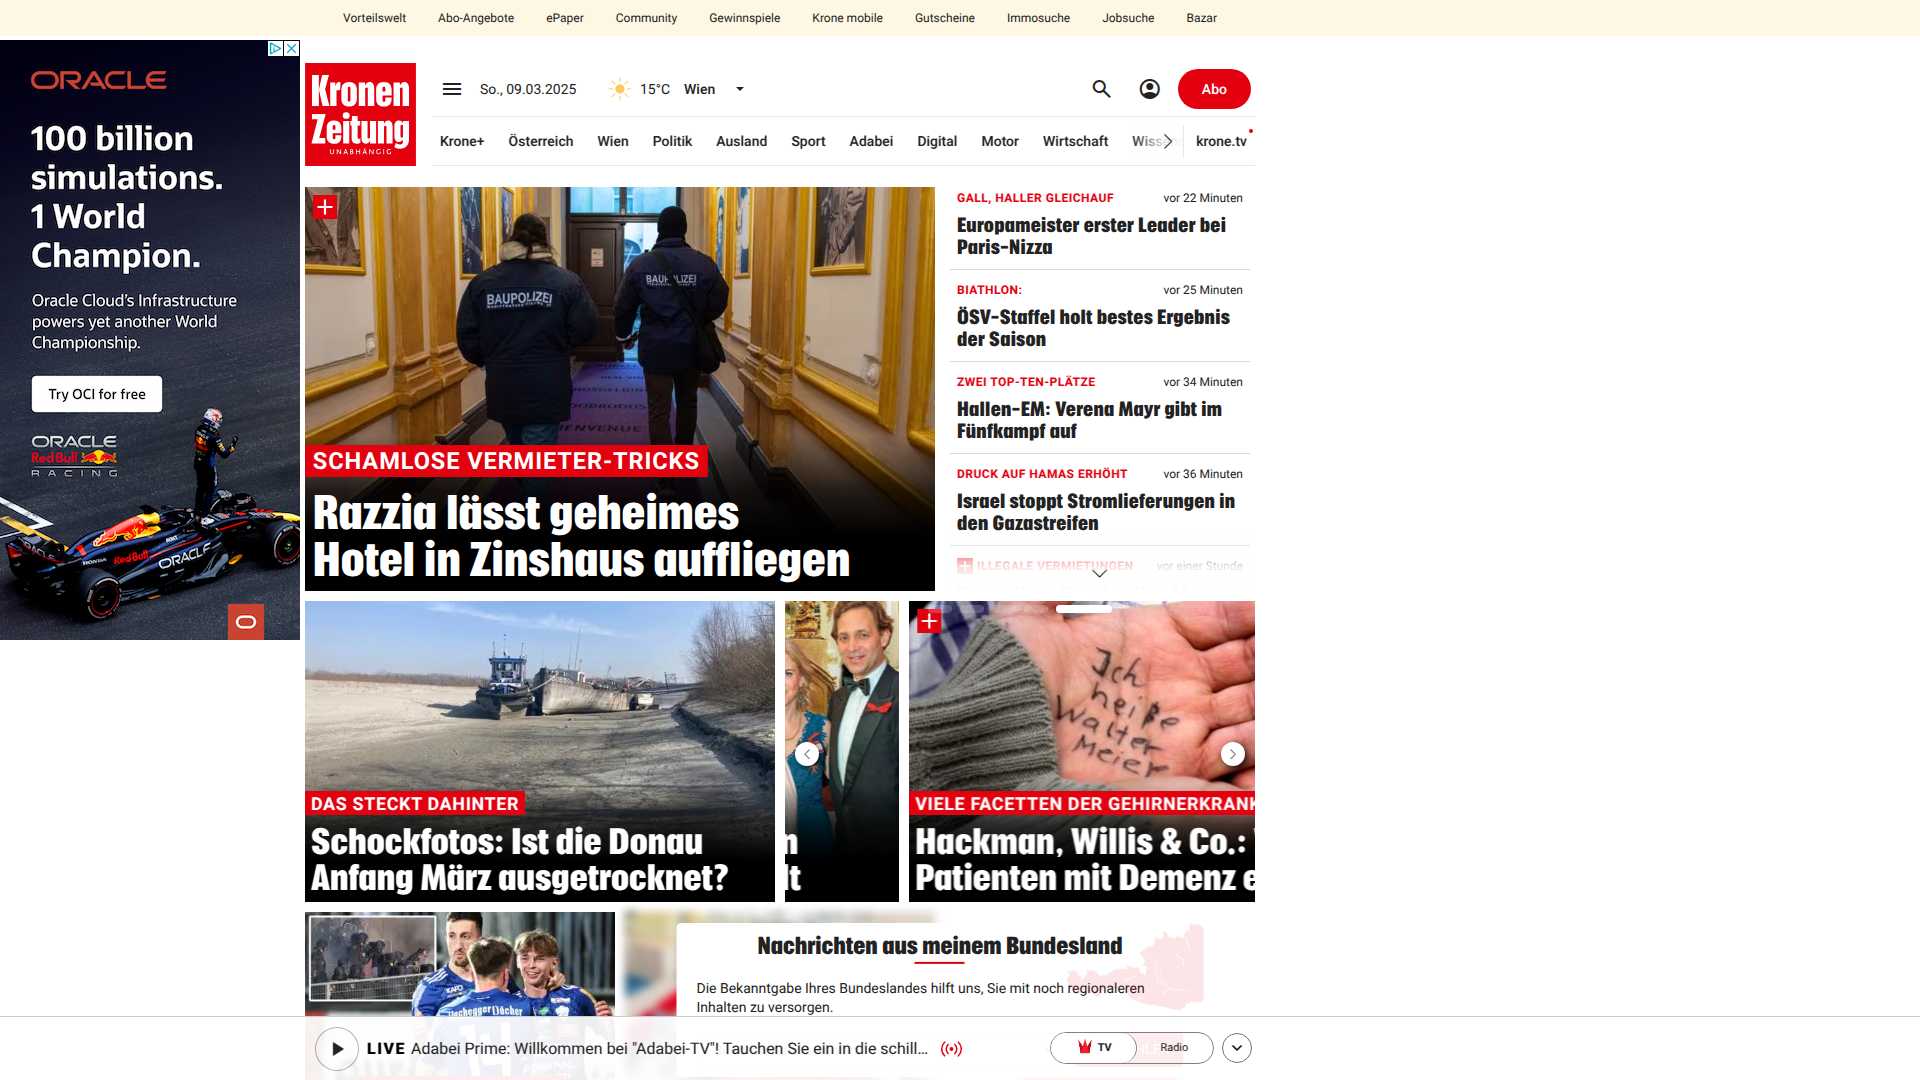 Vorteilswelt Abo-Angebote ePaper Community Gewinnspiele Krone mobile Gutscheine Immosuche Jobsuche Bazar
ORACLE
100 billion
simulations.
1 World
Champion.
Oracle Cloud's Infrastructure
powers yet another World
Championship.
Try OCI for free
ORACLE
Red Bull
RACING
Kronen
Zeitung
UNABHÄNGIG
So., 09.03.2025 15°C Wien
Abo
Krone+ Österreich Wien Politik Ausland Sport Adabei Digital Motor Wirtschaft krone.tv
BAUPOLIZEI
SCHAMLOSE VERMIETER-TRICKS
Razzia lässt geheimes
Hotel in Zinshaus auffliegen
GALL, HALLER GLEICHAUF vor 22 Minuten
Europameister erster Leader bei
Paris-Nizza
BIATHLON: vor 25 Minuten
ÖSV-Staffel holt bestes Ergebnis
der Saison
ZWEI TOP-TEN-PLÄTZE vor 34 Minuten
Hallen-EM: Verena Mayr gibt im
Fünfkampf auf
DRUCK AUF HAMAS ERHÖHT vor 36 Minuten
Israel stoppt Stromlieferungen in
den Gazastreifen
ILLEGALE VERMIETUNGEN vor einer Stunde
DAS STECKT DAHINTER
Schockfotos: Ist die Donau
Anfang März ausgetrocknet?
n
lt
Ich
heiße
Walter
Meier
VIELE FACETTEN DER GEHIRNERKRANK
Hackman, Willis & Co.:
Patienten mit Demenz e
Nachrichten aus meinem Bundesland
Die Bekanntgabe Ihres Bundeslandes hilft uns, Sie mit noch regionaleren
Inhalten zu versorgen.
LIVE Adabei Prime: Willkommen bei "Adabei-TV"! Tauchen Sie ein in die schill...
TV Radio